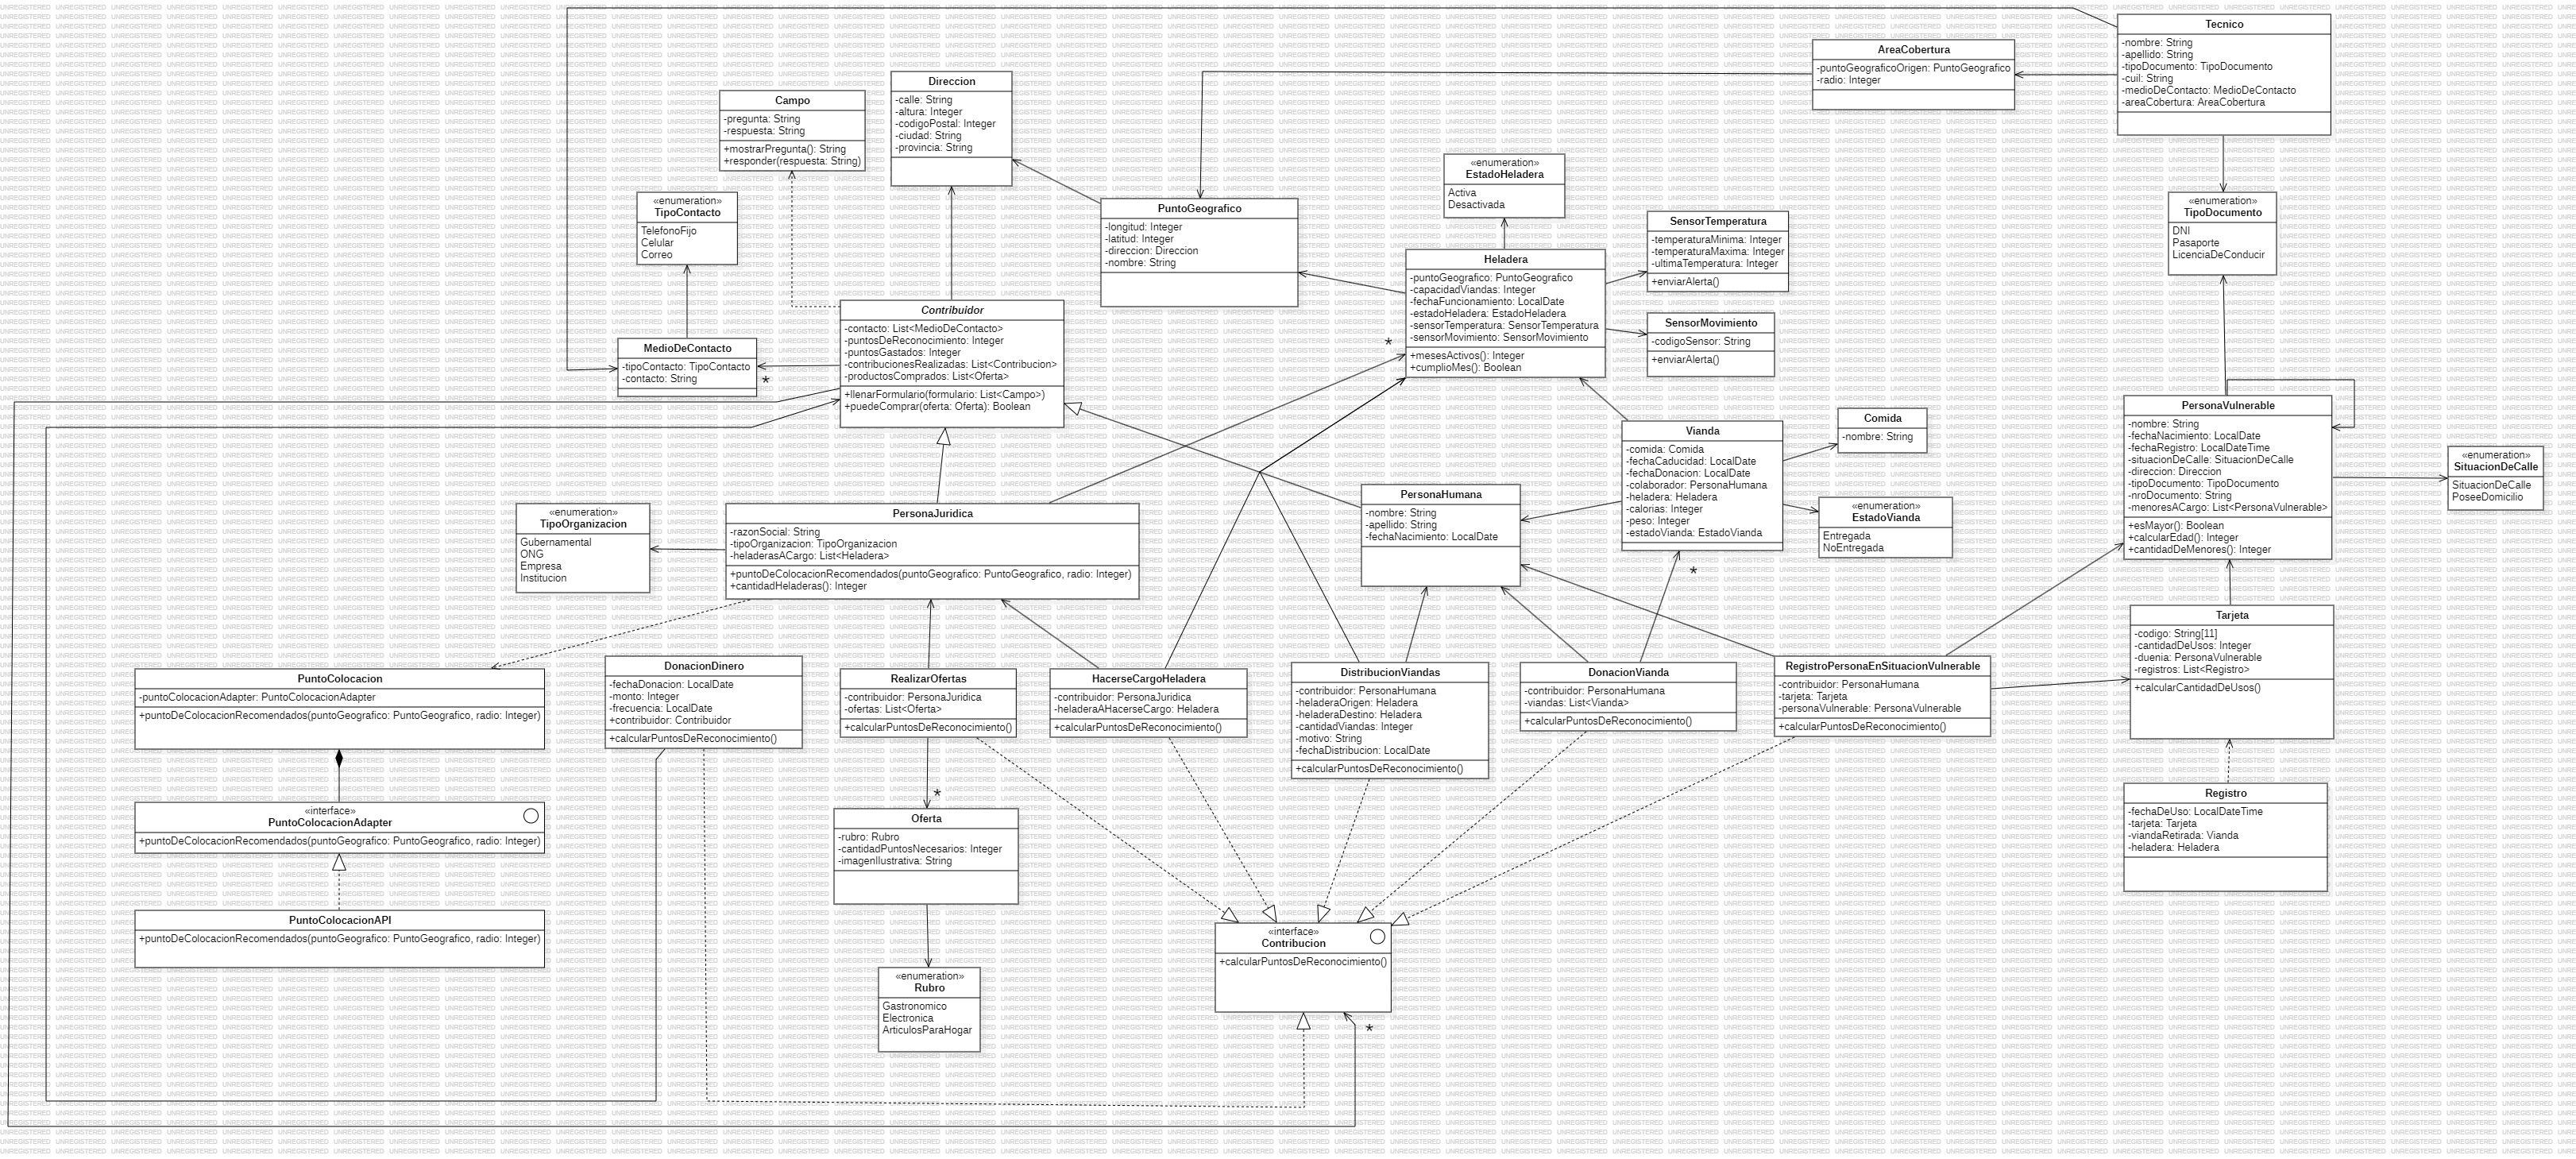 Tecnico
-nombre: String
-apellido: String
-tipoDocumento: TipoDocumento
-cuil: String
-medioDeContacto: MedioDeContacto
-areaCobertura: AreaCobertura
AreaCobertura
-puntoGeograficoOrigen: PuntoGeografico
-radio: Integer
Direccion
-calle: String
-altura: Integer
-codigoPostal: Integer
-ciudad: String
-provincia: String
Campo
-pregunta: String
-respuesta: String
+mostrarPregunta(): String
+responder(respuesta: String)
«enumeration»
TipoContacto
TelefonoFijo
Celular
Correo
PuntoGeografico
-longitud: Integer
-latitud: Integer
-direccion: Direccion
-nombre: String
«enumeration»
EstadoHeladera
Activa
Desactivada
SensorTemperatura
-temperaturaMinima: Integer
-temperaturaMaxima: Integer
-ultimaTemperatura: Integer
+enviarAlerta()
«enumeration»
TipoDocumento
DNI
Pasaporte
LicenciaDeConducir
Heladera
-puntoGeografico: PuntoGeografico
-capacidadViandas: Integer
-fechaFuncionamiento: LocalDate
-estadoHeladera: EstadoHeladera
-sensorTemperatura: SensorTemperatura
-sensorMovimiento: SensorMovimiento
+mesesActivos(): Integer
+cumplioMes(): Boolean
SensorMovimiento
-codigoSensor: String
+enviarAlerta()
Contribuidor
-contacto: List<MedioDeContacto>
-puntosDeReconocimiento: Integer
-puntosGastados: Integer
-contribucionesRealizadas: List<Contribucion>
-productosComprados: List<Oferta>
+llenarFormulario(formulario: List<Campo>)
+puedeComprar(oferta: Oferta): Boolean
MedioDeContacto
-tipoContacto: TipoContacto
-contacto: String
*
*
PersonaVulnerable
-nombre: String
-fechaNacimiento: LocalDate
-fechaRegistro: LocalDateTime
-situacionDeCalle: SituacionDeCalle
-direccion: Direccion
-tipoDocumento: TipoDocumento
-nroDocumento: String
-menoresACargo: List<PersonaVulnerable>
+esMayor(): Boolean
+calcularEdad(): Integer
+cantidadDeMenores(): Integer
«enumeration»
SituacionDeCalle
SituacionDeCalle
PoseeDomicilio
Comida
-nombre: String
Vianda
-comida: Comida
-fechaCaducidad: LocalDate
-fechaDonacion: LocalDate
-colaborador: PersonaHumana
-heladera: Heladera
-calorias: Integer
-peso: Integer
-estadoVianda: EstadoVianda
«enumeration»
EstadoVianda
Entregada
NoEntregada
PersonaHumana
-nombre: String
-apellido: String
-fechaNacimiento: LocalDate
«enumeration»
TipoOrganizacion
Gubernamental
ONG
Empresa
Institucion
PersonaJuridica
-razonSocial: String
-tipoOrganizacion: TipoOrganizacion
-heladerasACargo: List<Heladera>
+puntoDeColocacionRecomendados(puntoGeografico: PuntoGeografico, radio: Integer)
+cantidadHeladeras(): Integer
*
Tarjeta
-codigo: String[11]
-cantidadDeUsos: Integer
-duenia: PersonaVulnerable
-registros: List<Registro>
+calcularCantidadDeUsos()
PuntoColocacion
-puntoColocacionAdapter: PuntoColocacionAdapter
+puntoDeColocacionRecomendados(puntoGeografico: PuntoGeografico, radio: Integer)
DonacionDinero
-fechaDonacion: LocalDate
-monto: Integer
-frecuencia: LocalDate
+contribuidor: Contribuidor
+calcularPuntosDeReconocimiento()
RealizarOfertas
-contribuidor: PersonaJuridica
-ofertas: List<Oferta>
+calcularPuntosDeReconocimiento()
HacerseCargoHeladera
-contribuidor: PersonaJuridica
-heladeraAHacerseCargo: Heladera
+calcularPuntosDeReconocimiento()
DistribucionViandas
-contribuidor: PersonaHumana
-heladeraOrigen: Heladera
-heladeraDestino: Heladera
-cantidadViandas: Integer
-motivo: String
-fechaDistribucion: LocalDate
+calcularPuntosDeReconocimiento()
DonacionVianda
-contribuidor: PersonaHumana
-viandas: List<Vianda>
+calcularPuntosDeReconocimiento()
RegistroPersonaEnSituacionVulnerable
-contribuidor: PersonaHumana
-tarjeta: Tarjeta
-personaVulnerable: PersonaVulnerable
+calcularPuntosDeReconocimiento()
*
«interface»
PuntoColocacionAdapter
+puntoDeColocacionRecomendados(puntoGeografico: PuntoGeografico, radio: Integer)
Oferta
-rubro: Rubro
-cantidadPuntosNecesarios: Integer
-imagenIlustrativa: String
Registro
-fechaDeUso: LocalDateTime
-tarjeta: Tarjeta
-viandaRetirada: Vianda
-heladera: Heladera
PuntoColocacionAPI
+puntoDeColocacionRecomendados(puntoGeografico: PuntoGeografico, radio: Integer)
«interface»
Contribucion
+calcularPuntosDeReconocimiento()
«enumeration»
Rubro
Gastronomico
Electronica
ArticulosParaHogar
*
UNREGISTERED